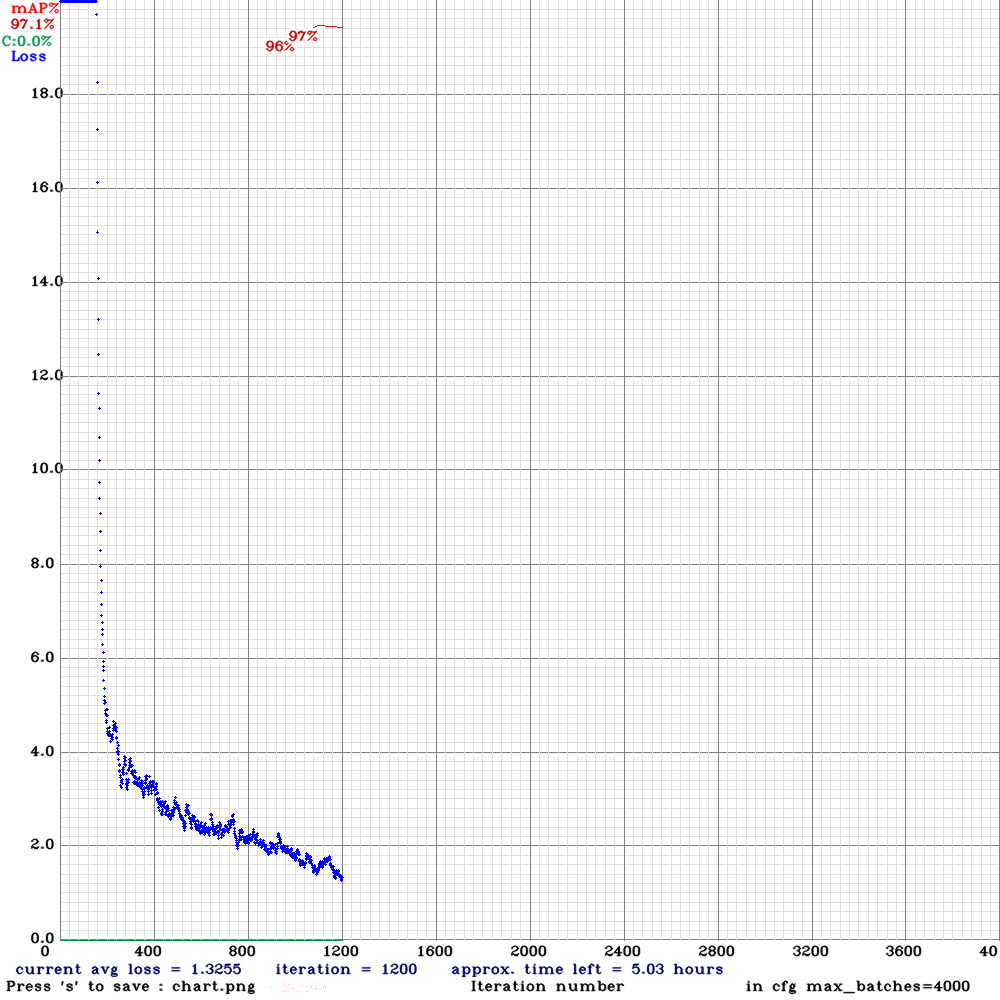 mAP%
97.1%
C:0.0%
Loss
97%
96%
18.0
16.0
14.0
12.0
10.0
8.0
6.0
4.0
2.0
0.0
0 400 800 1200 1600 2000 2400 2800 3200 3600 40
current avg loss = 1.3255 iteration = 1200 approx. time left = 5.03 hours
Press 's' to save : chart.png - Iteration number in cfg max_batches=4000